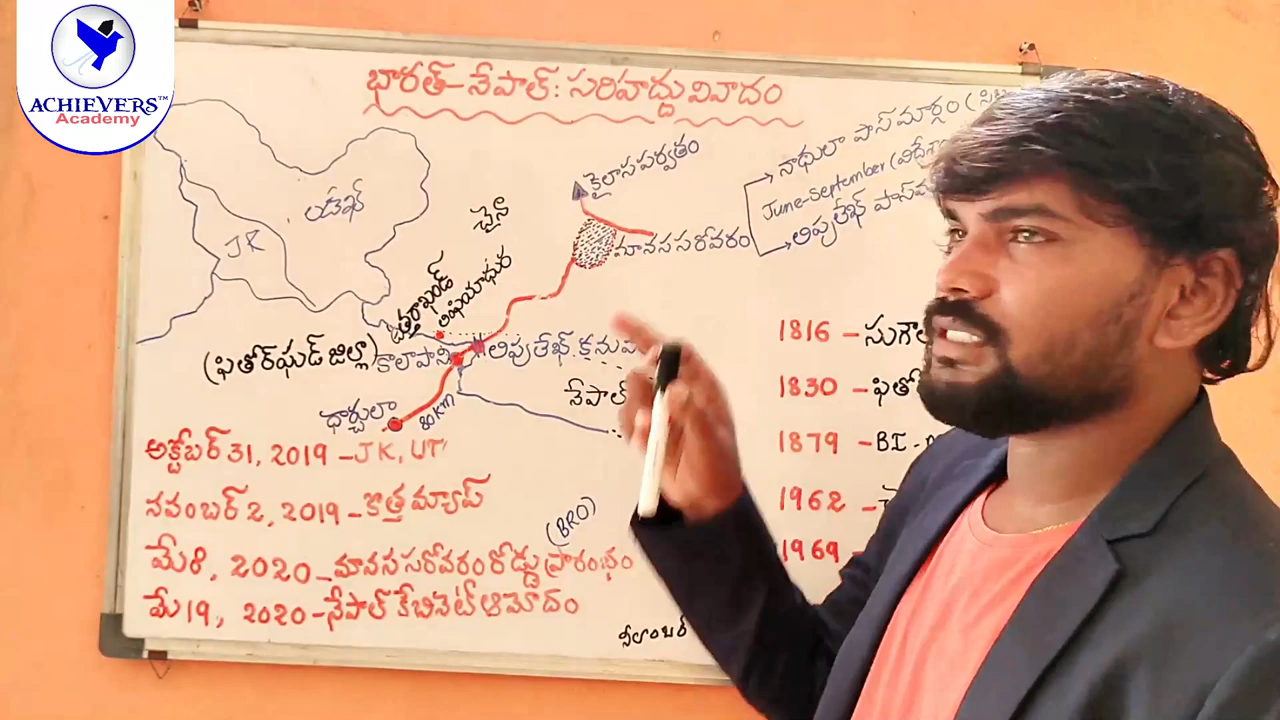 ACHIEVERS™
Academy
భారత్-నేపాల్: సరిహద్దు వివాదం
కైలాస పర్వతం
నాథులా పాస్ మార్గం
June-September
లిపులేఖ్
మానస సరోవరం
లడఖ్
JK
చైనా
ఉత్తరాఖండ్
లింపియాధుర
(ఫితోర్‌ఘడ్ జిల్లా)
కాలాపాని
లిపులేఖ్ కనుమ
నేపాల్
ధార్చులా
80KM
అక్టోబర్ 31, 2019 - JK, UT
నవంబర్ 2, 2019 - కొత్త మ్యాప్
(BRO)
మే 8, 2020 - మానస సరోవరం రోడ్డు ప్రారంభం
మే 19, 2020 - నేపాల్ కేబినెట్ ఆమోదం
1816 -
1830 -
1879 - BI-
1962 -
1969 -